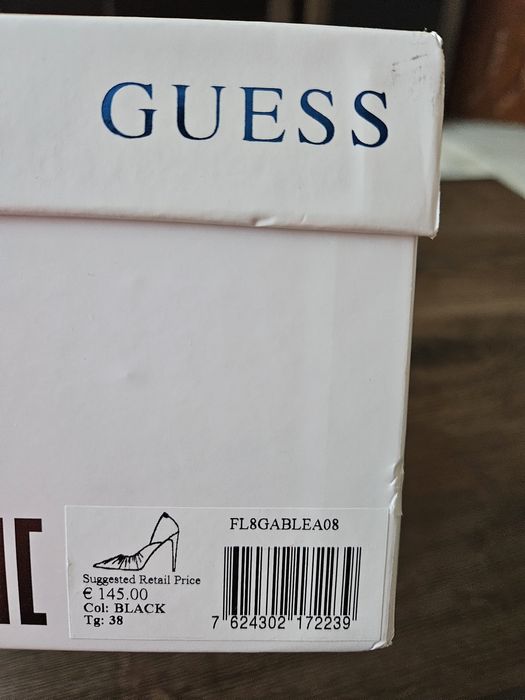 GUESS
FL8GABLEA08
Suggested Retail Price
€ 145.00
Col: BLACK
Tg: 38
7 624302 172239